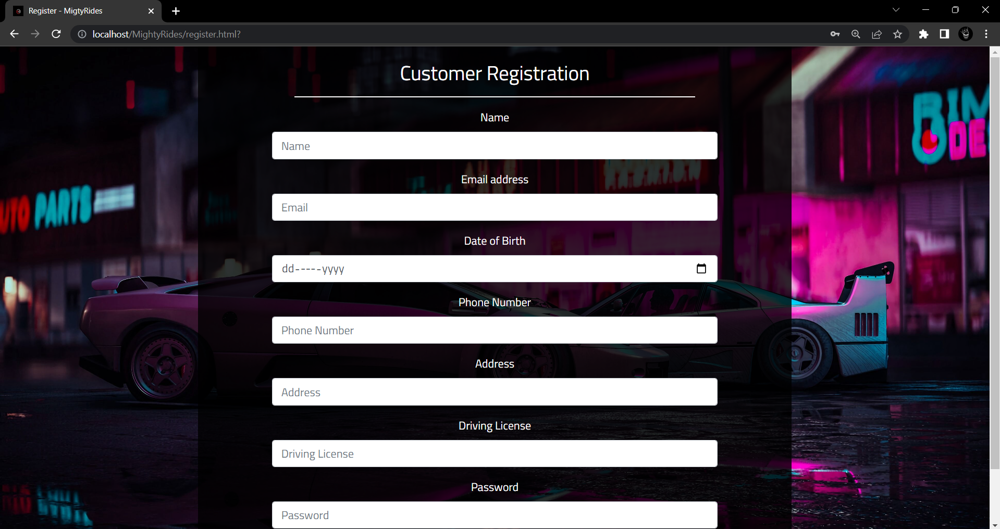 Register - MigtyRides
localhost/MightyRides/register.html?
Customer Registration
Name
Name
Email address
Email
Date of Birth
dd-----yyyy
Phone Number
Phone Number
Address
Address
Driving License
Driving License
Password
Password
UTO PARTS
BIM
DE